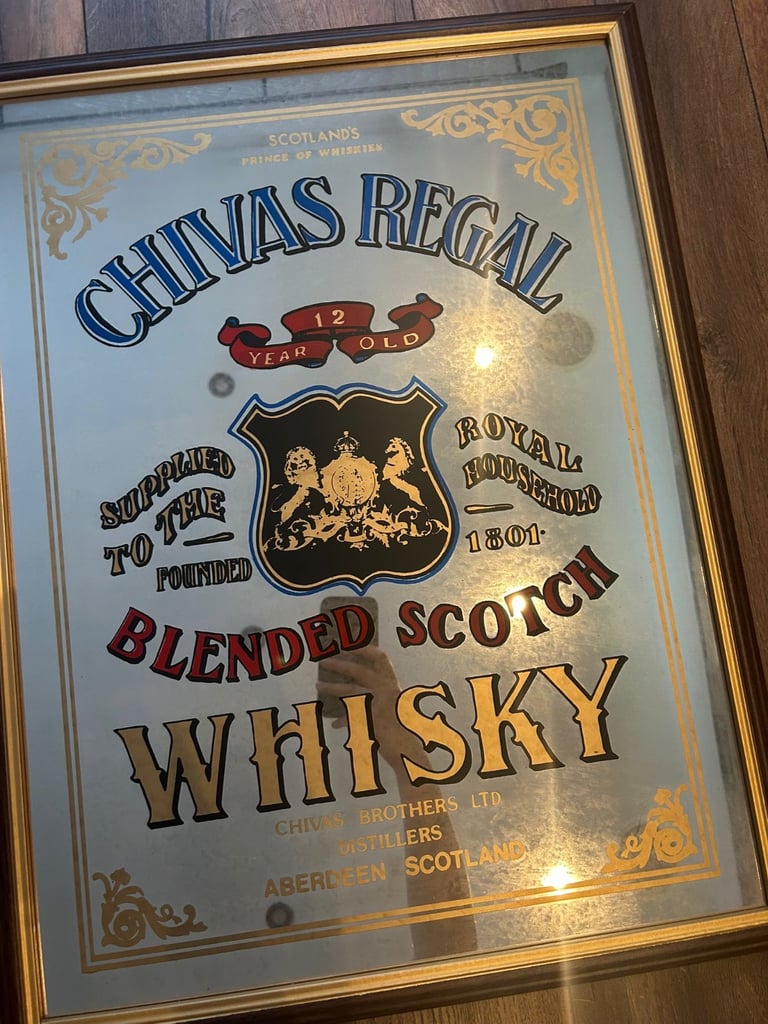 SCOTLAND'S
PRINCE OF WHISKIES
CHIVAS REGAL
12
YEAR OLD
SUPPLIED
TO THE
ROYAL
HOUSEHOLD
FOUNDED
1801.
BLENDED SCOTCH
WHISKY
CHIVAS BROTHERS LTD
DISTILLERS
ABERDEEN SCOTLAND